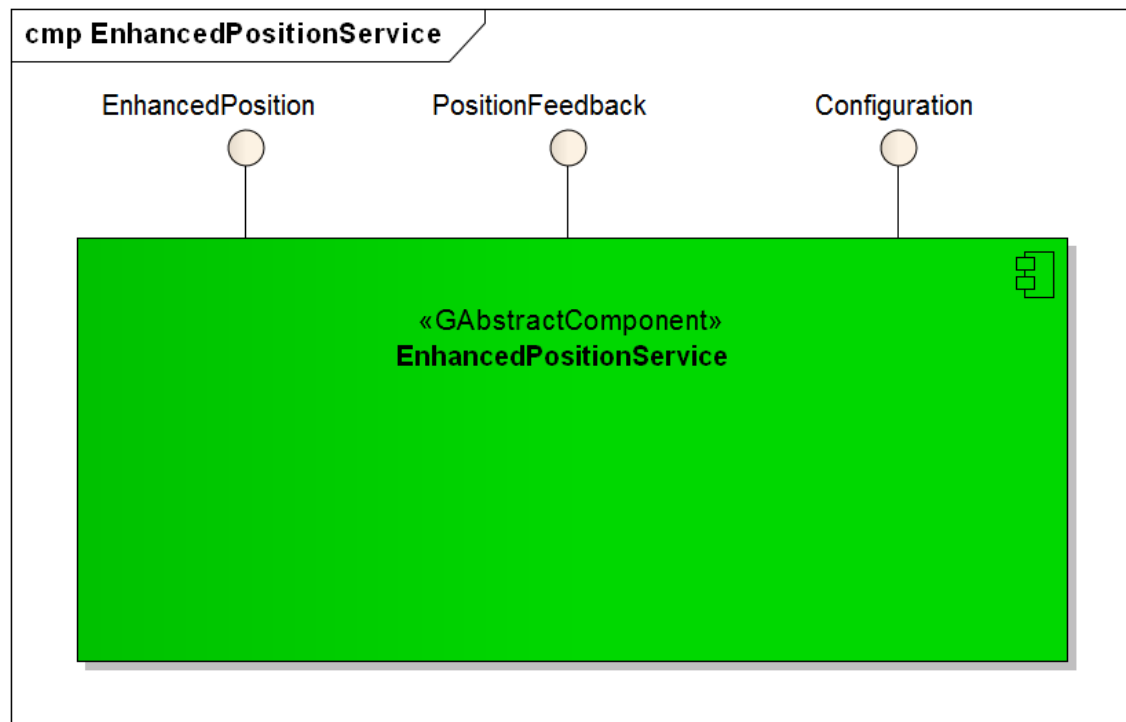 cmp EnhancedPositionService
EnhancedPosition
PositionFeedback
Configuration
«GAbstractComponent»
EnhancedPositionService